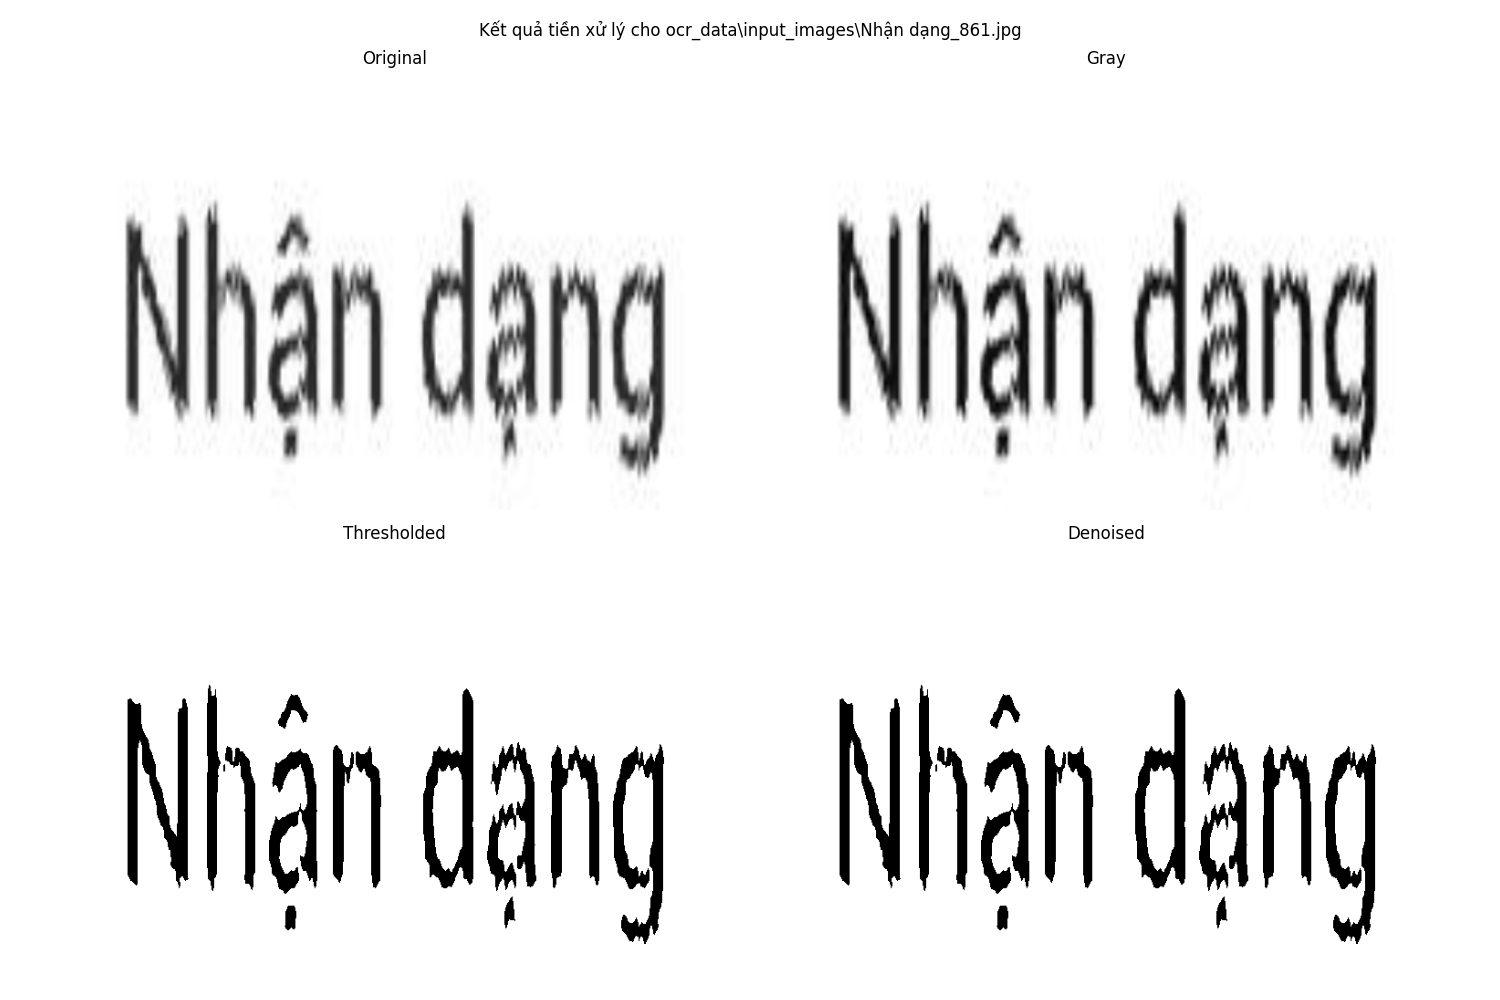 Kết quả tiền xử lý cho ocr_data\input_images\Nhận dạng_861.jpg
Original
Gray
Nhận dạng
Nhận dạng
Thresholded
Denoised
Nhận dạng
Nhận dạng